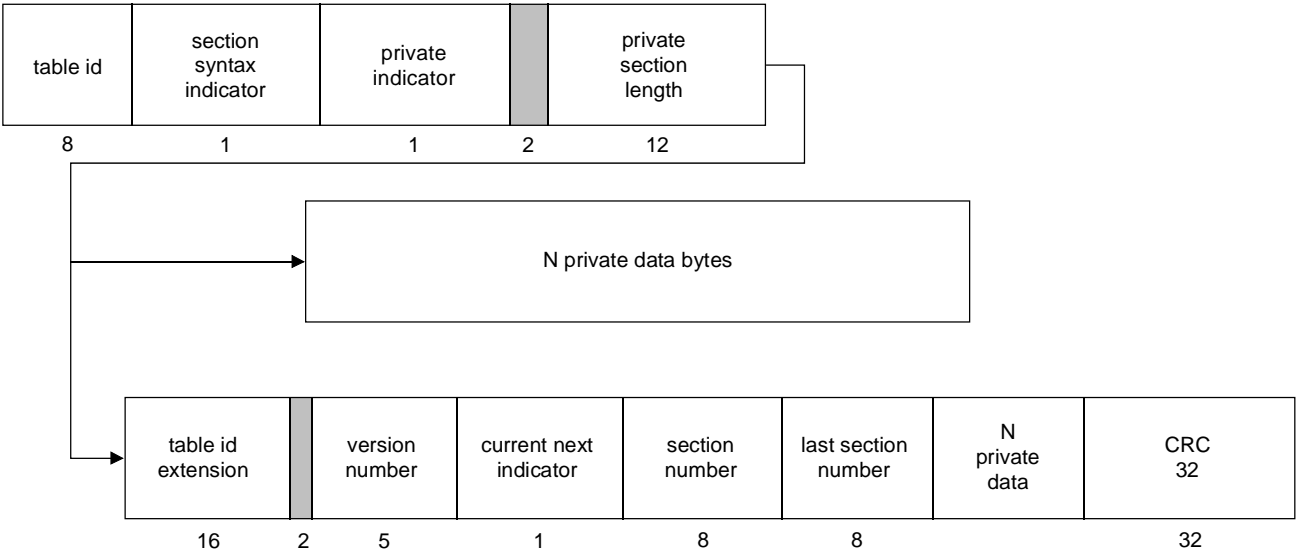 table id
section
syntax
indicator
private
indicator
private
section
length
8
1
1
2
12
N private data bytes
table id
extension
version
number
current next
indicator
section
number
last section
number
N
private
data
CRC
32
16
2
5
1
8
8
32